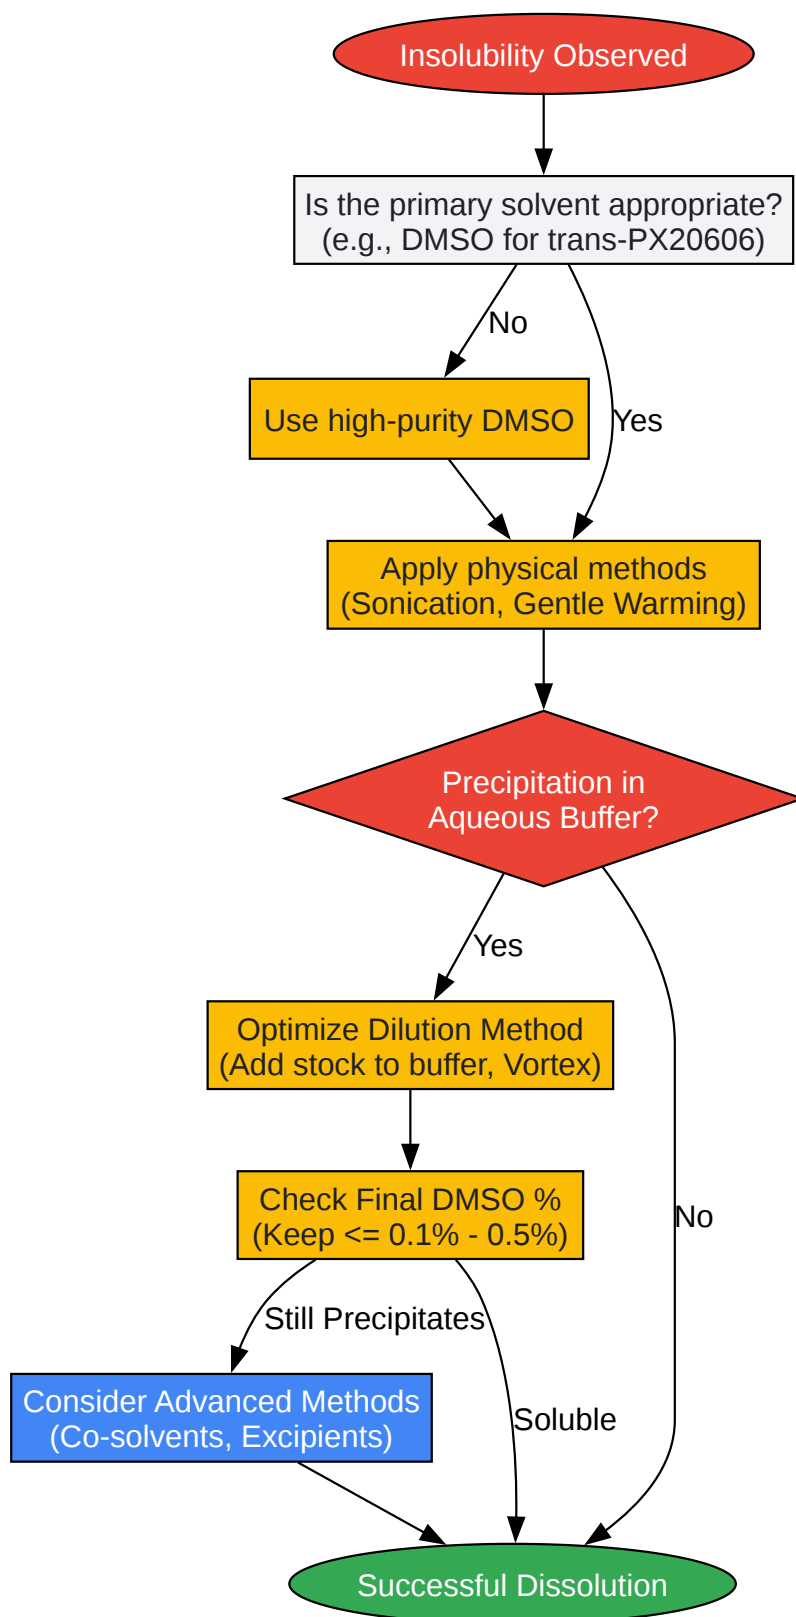 Insolubility Observed
Is the primary solvent appropriate?
(e.g., DMSO for trans-PX20606)
No
Use high-purity DMSO
Yes
Apply physical methods
(Sonication, Gentle Warming)
Precipitation in
Aqueous Buffer?
Yes
Optimize Dilution Method
(Add stock to buffer, Vortex)
Check Final DMSO %
(Keep <= 0.1% - 0.5%)
No
Still Precipitates
Consider Advanced Methods
(Co-solvents, Excipients)
Soluble
Successful Dissolution